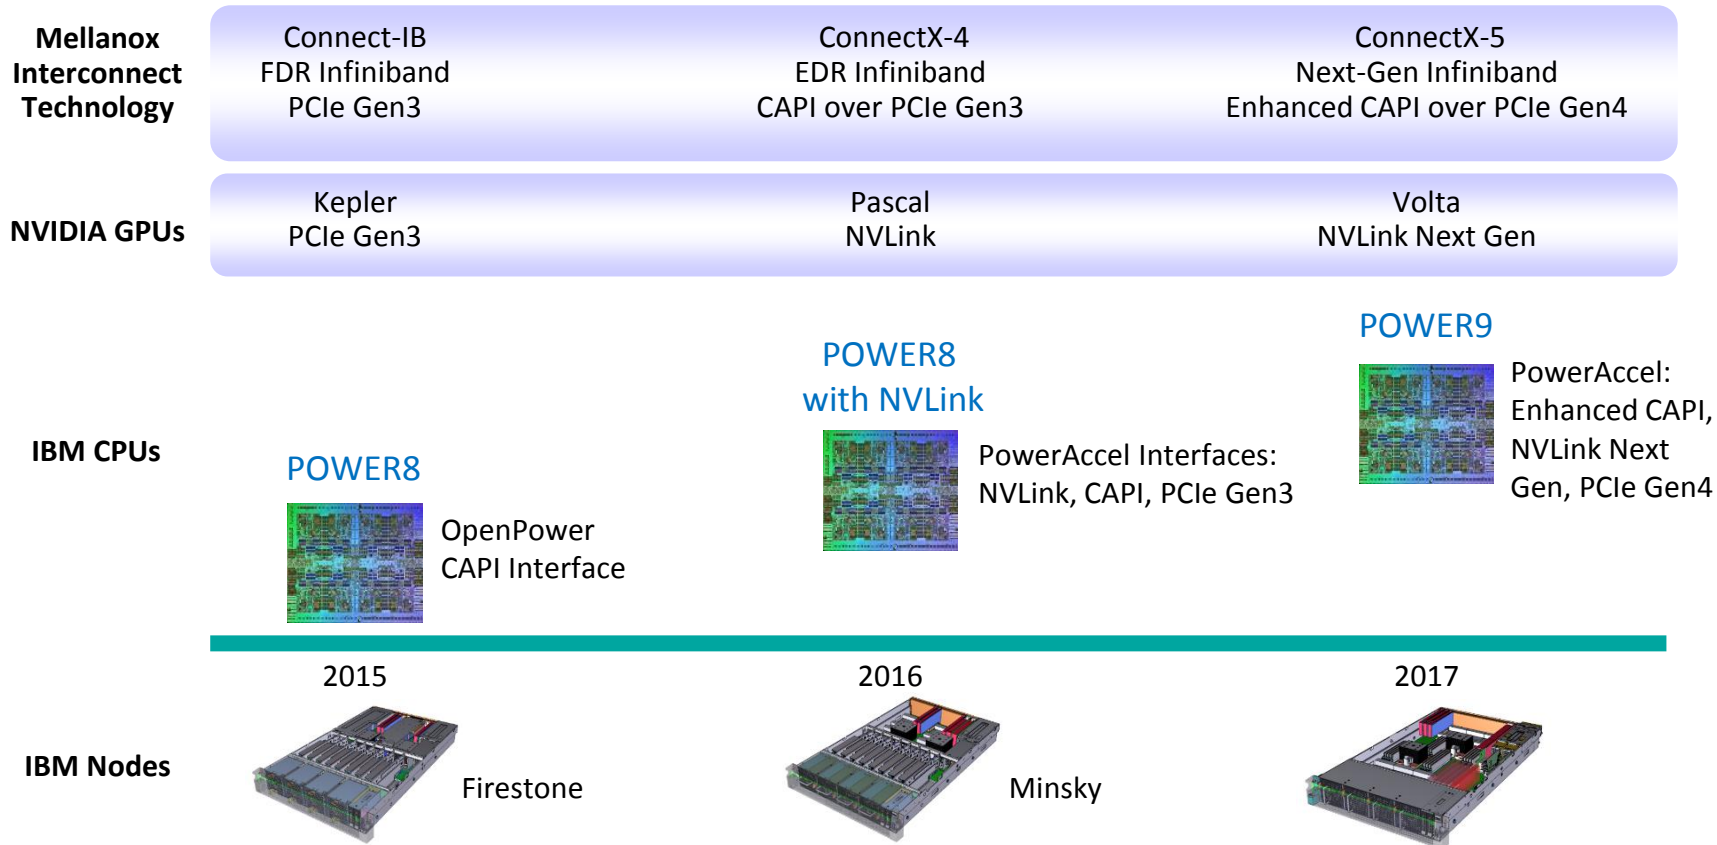 Mellanox
Interconnect
Technology
Connect-IB
FDR Infiniband
PCIe Gen3
ConnectX-4
EDR Infiniband
CAPI over PCIe Gen3
ConnectX-5
Next-Gen Infiniband
Enhanced CAPI over PCIe Gen4
NVIDIA GPUs
Kepler
PCIe Gen3
Pascal
NVLink
Volta
NVLink Next Gen
IBM CPUs
POWER8
OpenPower
CAPI Interface
POWER8
with NVLink
PowerAccel Interfaces:
NVLink, CAPI, PCIe Gen3
POWER9
PowerAccel:
Enhanced CAPI,
NVLink Next
Gen, PCIe Gen4
2015
2016
2017
IBM Nodes
Firestone
Minsky